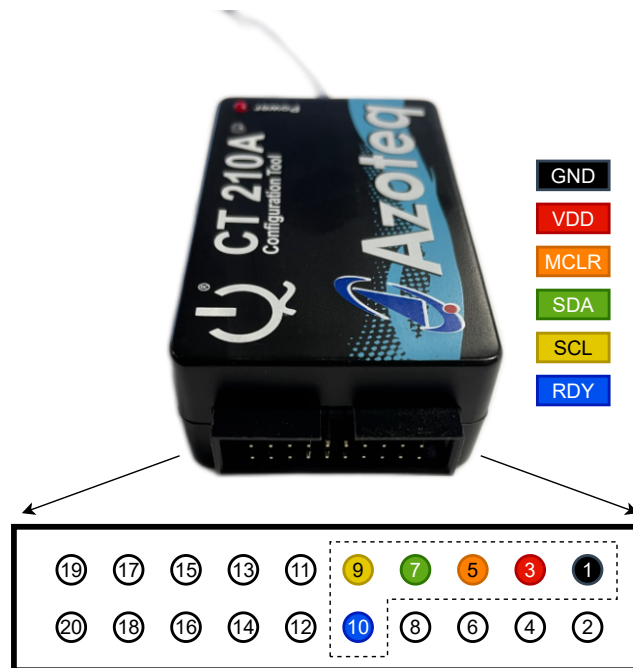 Power
CT 210A
Configuration Tool
Azoteq
®
GND
VDD
MCLR
SDA
SCL
RDY
19 17 15 13 11 9 7 5 3 1
20 18 16 14 12 10 8 6 4 2